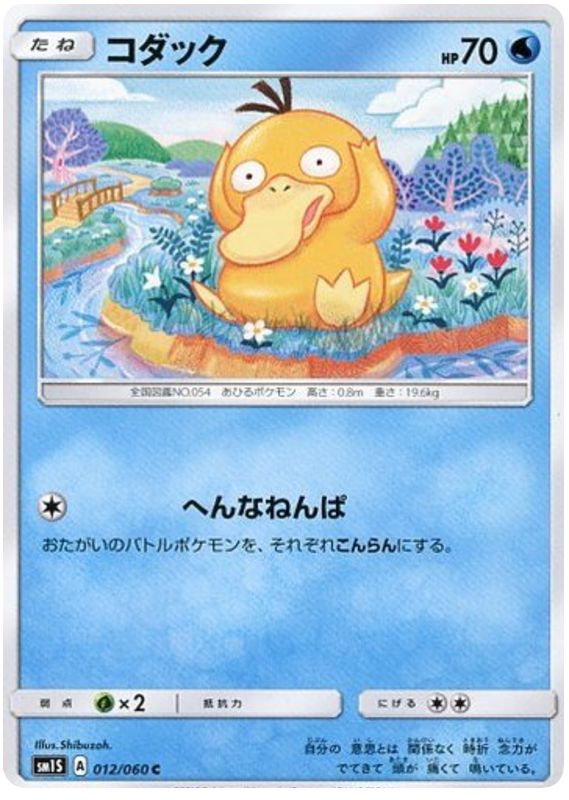 たね コダック HP70
全国図鑑NO.054 あひるポケモン 高さ:0.8m 重さ:19.6kg
へんなねんぱ
おたがいのバトルポケモンを、それぞれこんらんにする。
弱点 ×2 抵抗力 にげる
Illus.Shibuzoh.
自分の 意思とは 関係なく 時折 念力が
でてきて 頭が 痛くて 鳴いている。
SM1S A 012/060 C